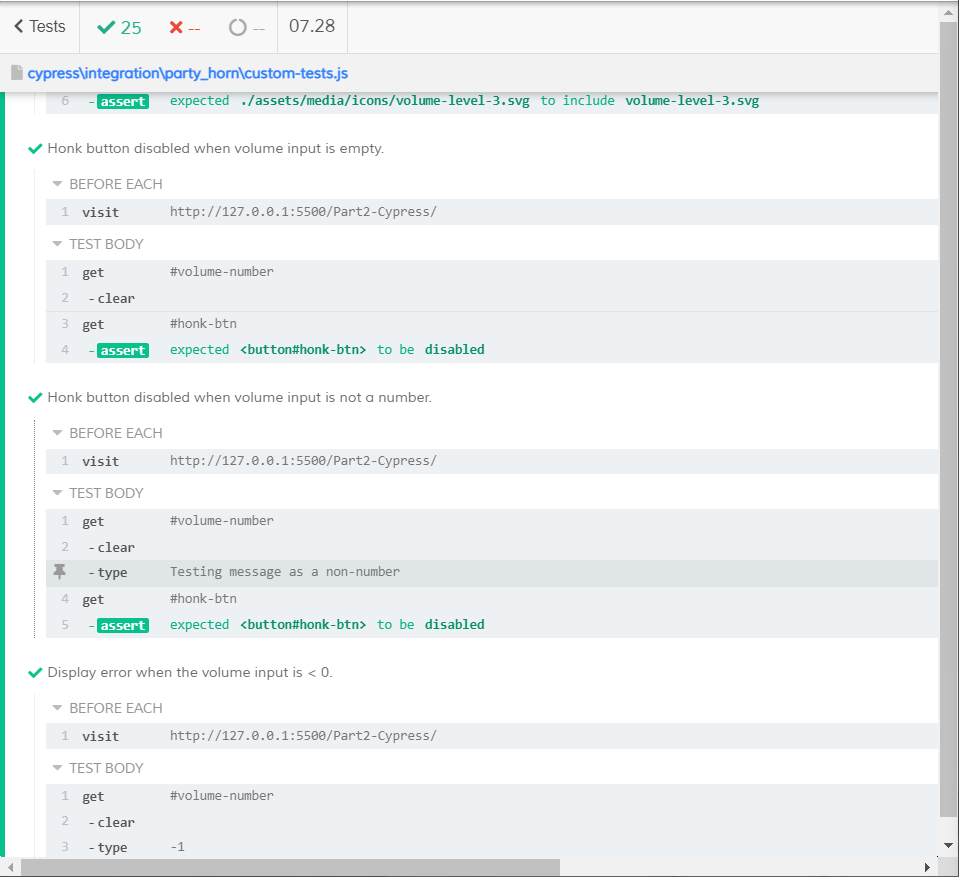 Tests 25 -- -- 07.28
cypress\integration\party_horn\custom-tests.js
6 -assert expected ./assets/media/icons/volume-level-3.svg to include volume-level-3.svg
Honk button disabled when volume input is empty.
BEFORE EACH
1 visit http://127.0.0.1:5500/Part2-Cypress/
TEST BODY
1 get #volume-number
2 -clear
3 get #honk-btn
4 -assert expected <button#honk-btn> to be disabled
Honk button disabled when volume input is not a number.
BEFORE EACH
1 visit http://127.0.0.1:5500/Part2-Cypress/
TEST BODY
1 get #volume-number
2 -clear
-type Testing message as a non-number
4 get #honk-btn
5 -assert expected <button#honk-btn> to be disabled
Display error when the volume input is < 0.
BEFORE EACH
1 visit http://127.0.0.1:5500/Part2-Cypress/
TEST BODY
1 get #volume-number
2 -clear
3 -type -1